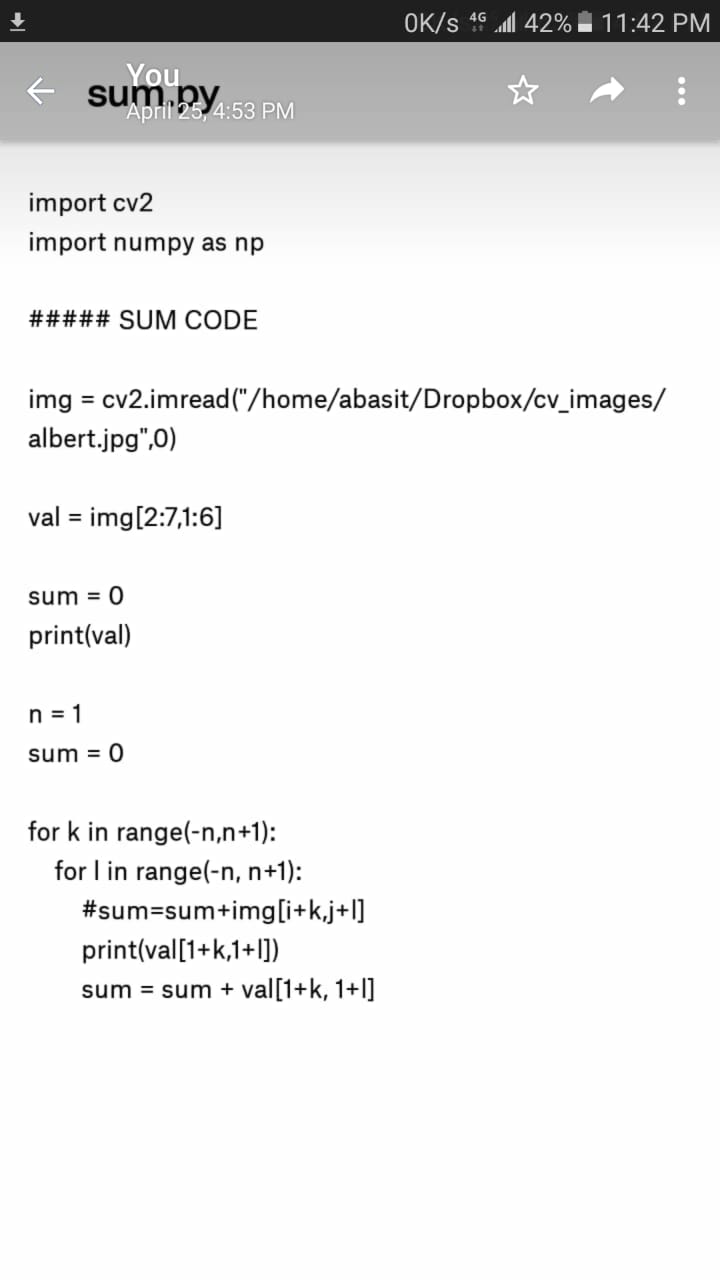 0K/s 4G 42% 11:42 PM
You
sum.py
April 25, 4:53 PM
import cv2
import numpy as np
##### SUM CODE
img = cv2.imread("/home/abasit/Dropbox/cv_images/
albert.jpg",0)
val = img[2:7,1:6]
sum = 0
print(val)
n = 1
sum = 0
for k in range(-n,n+1):
    for l in range(-n, n+1):
        #sum=sum+img[i+k,j+l]
        print(val[1+k,1+l])
        sum = sum + val[1+k, 1+l]